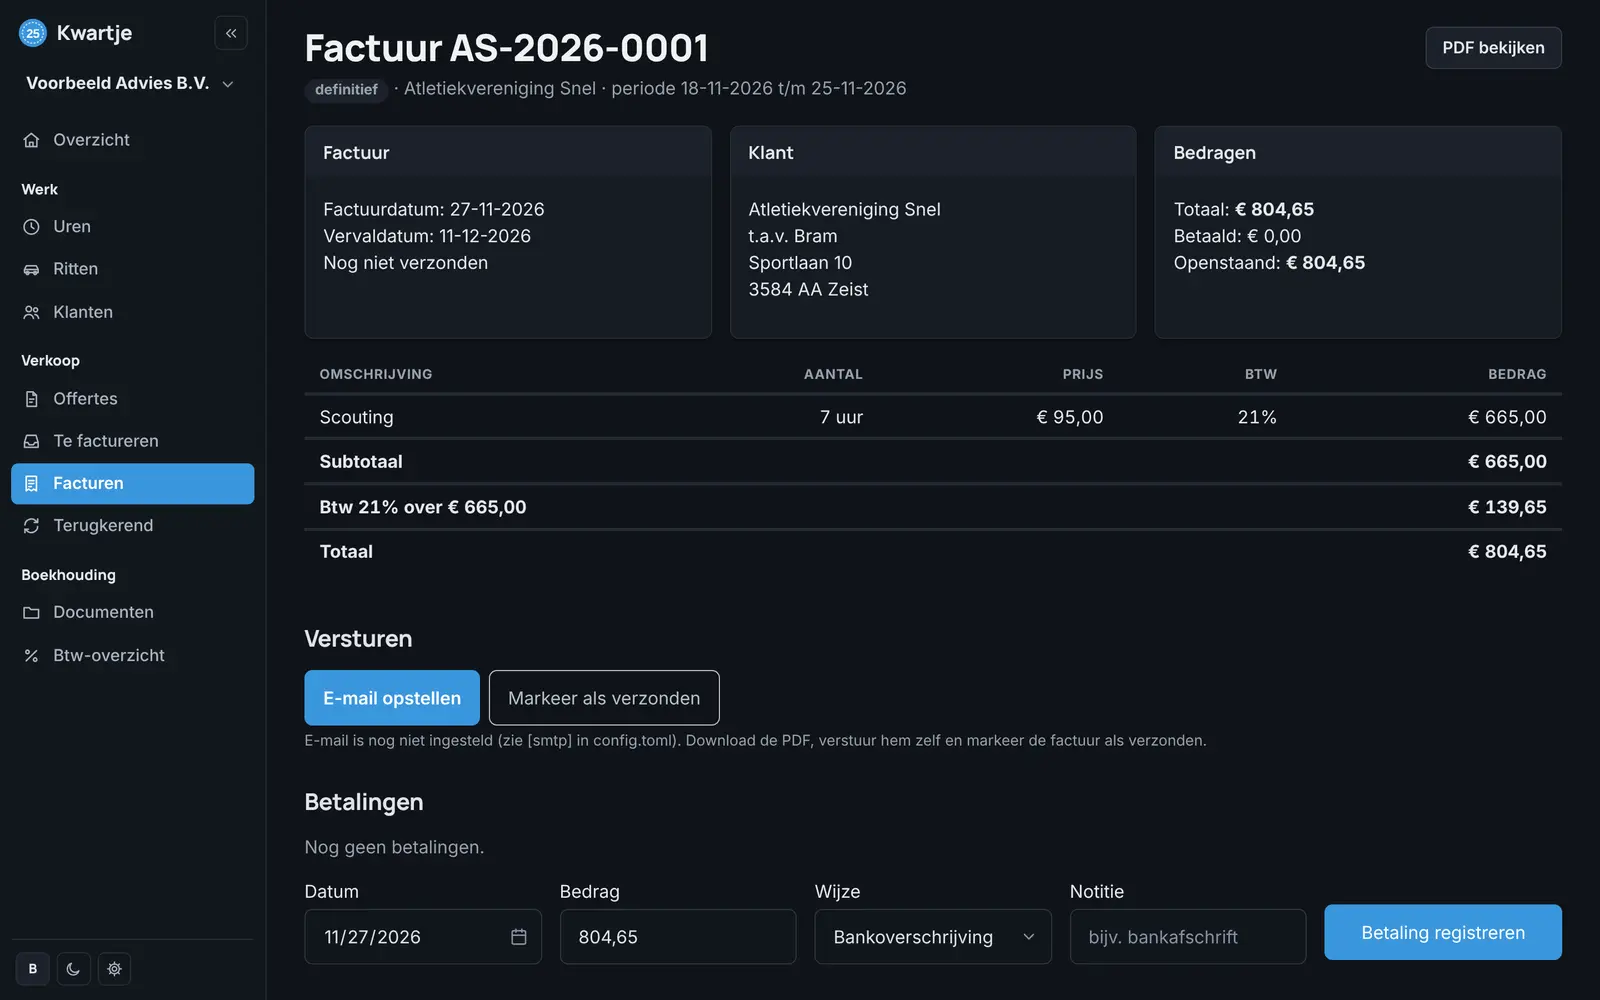 25 Kwartje
Voorbeeld Advies B.V.
Overzicht
Werk
Uren
Ritten
Klanten
Verkoop
Offertes
Te factureren
Facturen
Terugkerend
Boekhouding
Documenten
Btw-overzicht
B
Factuur AS-2026-0001
PDF bekijken
definitief · Atletiekvereniging Snel · periode 18-11-2026 t/m 25-11-2026
Factuur
Factuurdatum: 27-11-2026
Vervaldatum: 11-12-2026
Nog niet verzonden
Klant
Atletiekvereniging Snel
t.a.v. Bram
Sportlaan 10
3584 AA Zeist
Bedragen
Totaal: € 804,65
Betaald: € 0,00
Openstaand: € 804,65
OMSCHRIJVING AANTAL PRIJS BTW BEDRAG
Scouting 7 uur € 95,00 21% € 665,00
Subtotaal € 665,00
Btw 21% over € 665,00 € 139,65
Totaal € 804,65
Versturen
E-mail opstellen Markeer als verzonden
E-mail is nog niet ingesteld (zie [smtp] in config.toml). Download de PDF, verstuur hem zelf en markeer de factuur als verzonden.
Betalingen
Nog geen betalingen.
Datum Bedrag Wijze Notitie
11/27/2026 804,65 Bankoverschrijving bijv. bankafschrift Betaling registreren